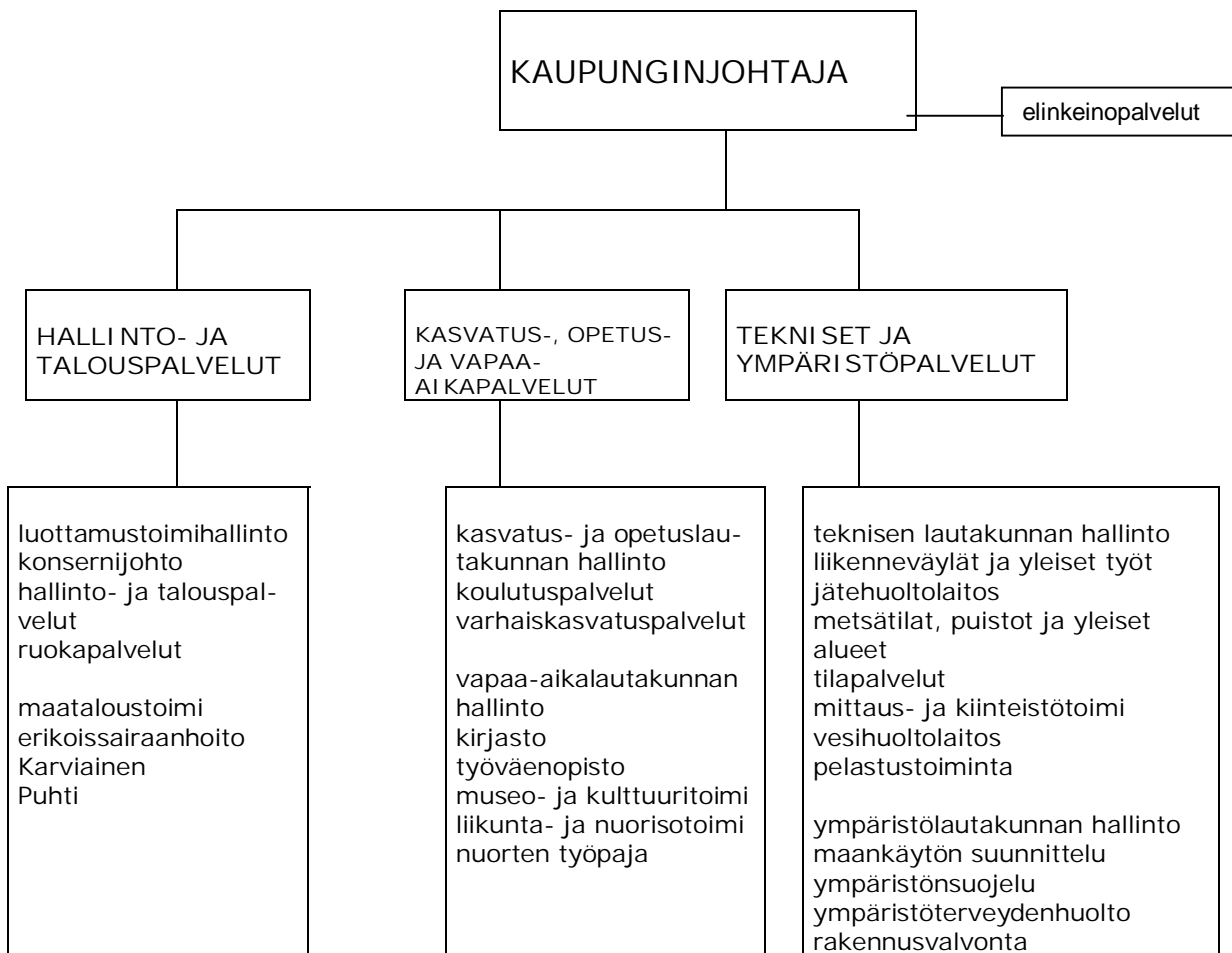 KAUPUNGINJOHTAJA
elinkeinopalvelut
HALLINTO- JA
TALOUSPALVELUT
KASVATUS-, OPETUS-
JA VAPAA-
AIKAPALVELUT
TEKNISET JA
YMPÄRISTÖPALVELUT
luottamustoimihallinto
konsernijohto
hallinto- ja talouspal-
velut
ruokapalvelut
maataloustoimi
erikoissairaanhoito
Karviainen
Puhti
kasvatus- ja opetuslau-
takunnan hallinto
koulutuspalvelut
varhaiskasvatuspalvelut
vapaa-aikalautakunnan
hallinto
kirjasto
työväenopisto
museo- ja kulttuuritoimi
liikunta- ja nuorisotoimi
nuorten työpaja
teknisen lautakunnan hallinto
liikenneväylät ja yleiset työt
jätehuoltolaitos
metsätilat, puistot ja yleiset
alueet
tilapalvelut
mittaus- ja kiinteistötoimi
vesihuoltolaitos
pelastustoiminta
ympäristölautakunnan hallinto
maankäytön suunnittelu
ympäristönsuojelu
ympäristöterveydenhuolto
rakennusvalvonta